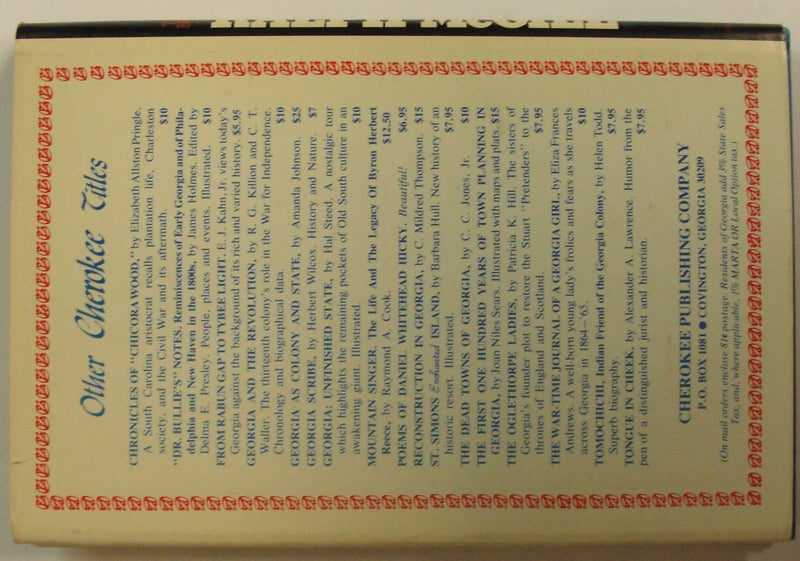 RALPH McGILL
Other Cherokee Titles
CHRONICLES OF "CHICORA WOOD," by Elizabeth Allston Pringle.
A South Carolina aristocrat recalls plantation life, Charleston
society, and the Civil War and its aftermath. $10
"DR. BULLIE'S" NOTES. Reminiscences of Early Georgia and of Phila-
delphia and New Haven in the 1800s, by James Holmes. Edited by
Delma E. Presley. People, places and events. Illustrated. $10
FROM RABUN GAP TO TYBEE LIGHT. E. J. Kahn, Jr. views today's
Georgia against the background of its rich and varied history. $5.95
GEORGIA AND THE REVOLUTION, by R. G. Killion and C. T.
Waller. The thirteenth colony's role in the War for Independence.
Chronology and biographical data. $10
GEORGIA AS COLONY AND STATE, by Amanda Johnson. $25
GEORGIA SCRIBE, by Herbert Wilcox. History and Nature. $7
GEORGIA: UNFINISHED STATE, by Hal Steed. A nostalgic tour
which highlights the remaining pockets of Old South culture in an
awakening giant. Illustrated. $10
MOUNTAIN SINGER, The Life And The Legacy Of Byron Herbert
Reece, by Raymond A. Cook. $12.50
POEMS OF DANIEL WHITEHEAD HICKY. Beautiful! $6.95
RECONSTRUCTION IN GEORGIA, by C. Mildred Thompson. $15
ST. SIMONS Enchanted ISLAND, by Barbara Hull. New history of an
historic resort. Illustrated. $7.95
THE DEAD TOWNS OF GEORGIA, by C. C. Jones, Jr. $10
THE FIRST ONE HUNDRED YEARS OF TOWN PLANNING IN
GEORGIA, by Joan Niles Sears. Illustrated with maps and plats. $15
THE OGLETHORPE LADIES, by Patricia K. Hill. The sisters of
Georgia's founder plot to restore the Stuart "Pretenders" to the
thrones of England and Scotland. $7.95
THE WAR-TIME JOURNAL OF A GEORGIA GIRL, by Eliza Frances
Andrews. A well-born young lady's frolics and fears as she travels
across Georgia in 1864-'65. $10
TOMOCHICHI, Indian Friend of the Georgia Colony, by Helen Todd.
Superb biography. $7.95
TONGUE IN CHEEK, by Alexander A. Lawrence. Humor from the
pen of a distinguished jurist and historian. $7.95
CHEROKEE PUBLISHING COMPANY
P.O. BOX 1081 ● COVINGTON, GEORGIA 30209
(On mail orders enclose 81¢ postage. Residents of Georgia add 3% State Sales
Tax, and, where applicable, 1% MARTA OR Local Option tax.)